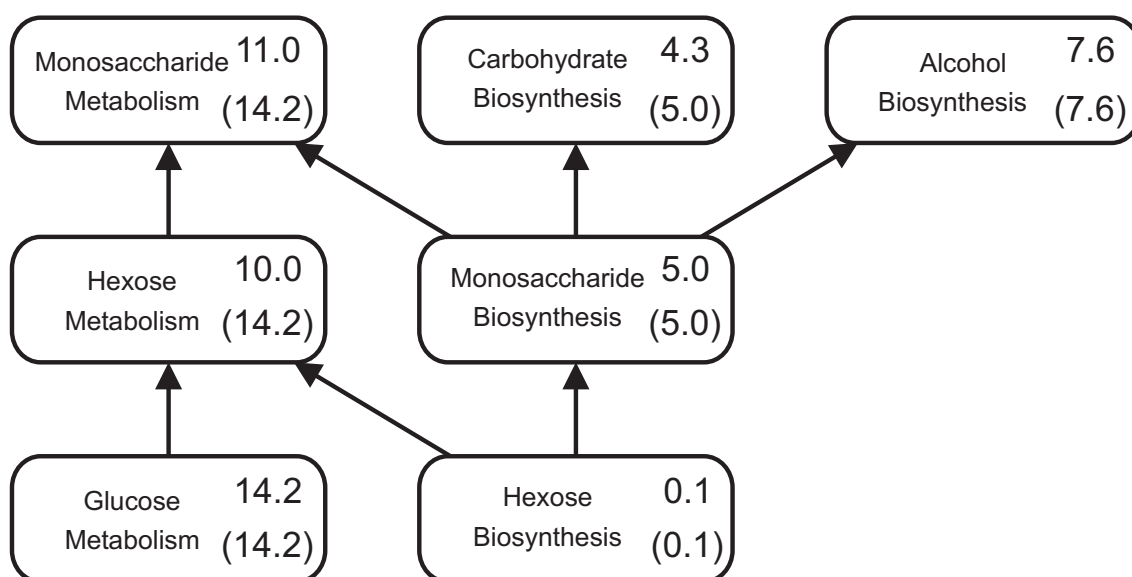 Monosaccharide 11.0
Metabolism (14.2)
Carbohydrate 4.3
Biosynthesis (5.0)
Alcohol 7.6
Biosynthesis (7.6)
Hexose 10.0
Metabolism (14.2)
Monosaccharide 5.0
Biosynthesis (5.0)
Glucose 14.2
Metabolism (14.2)
Hexose 0.1
Biosynthesis (0.1)